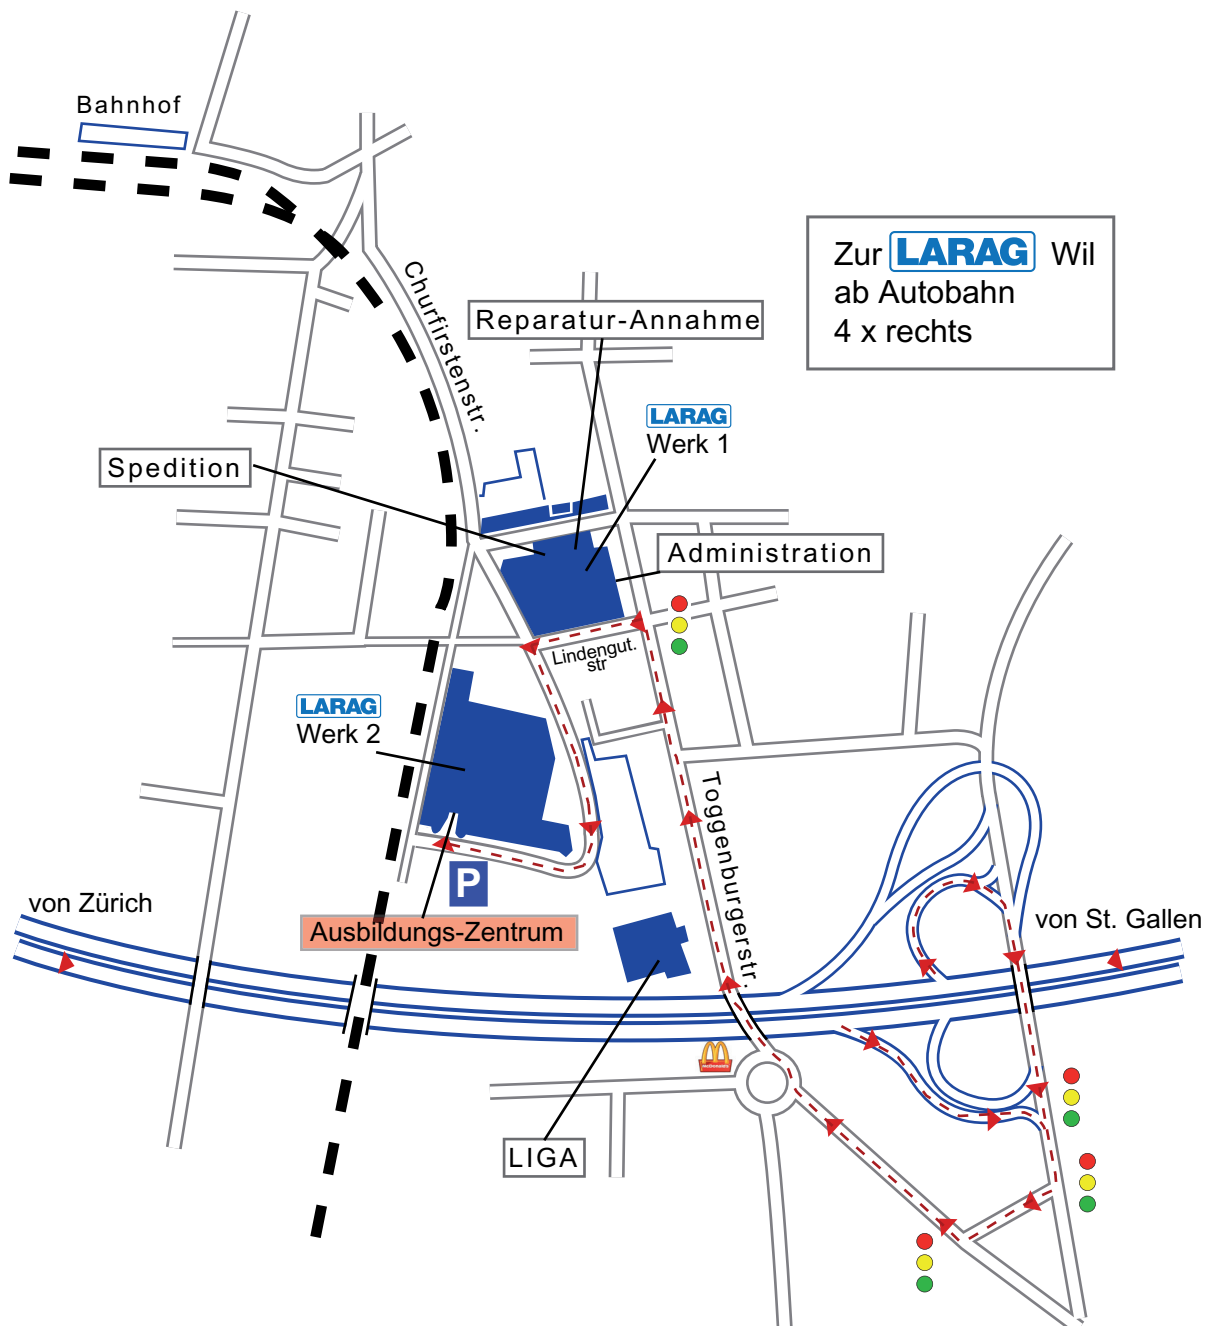 Bahnhof
Zur LARAG Wil
ab Autobahn
4 x rechts
Churfirstenstr.
Reparatur-Annahme
LARAG
Werk 1
Spedition
Administration
Lindengut.
str
LARAG
Werk 2
Toggenburgerstr.
P
von Zürich
Ausbildungs-Zentrum
von St. Gallen
McDonald's
LIGA